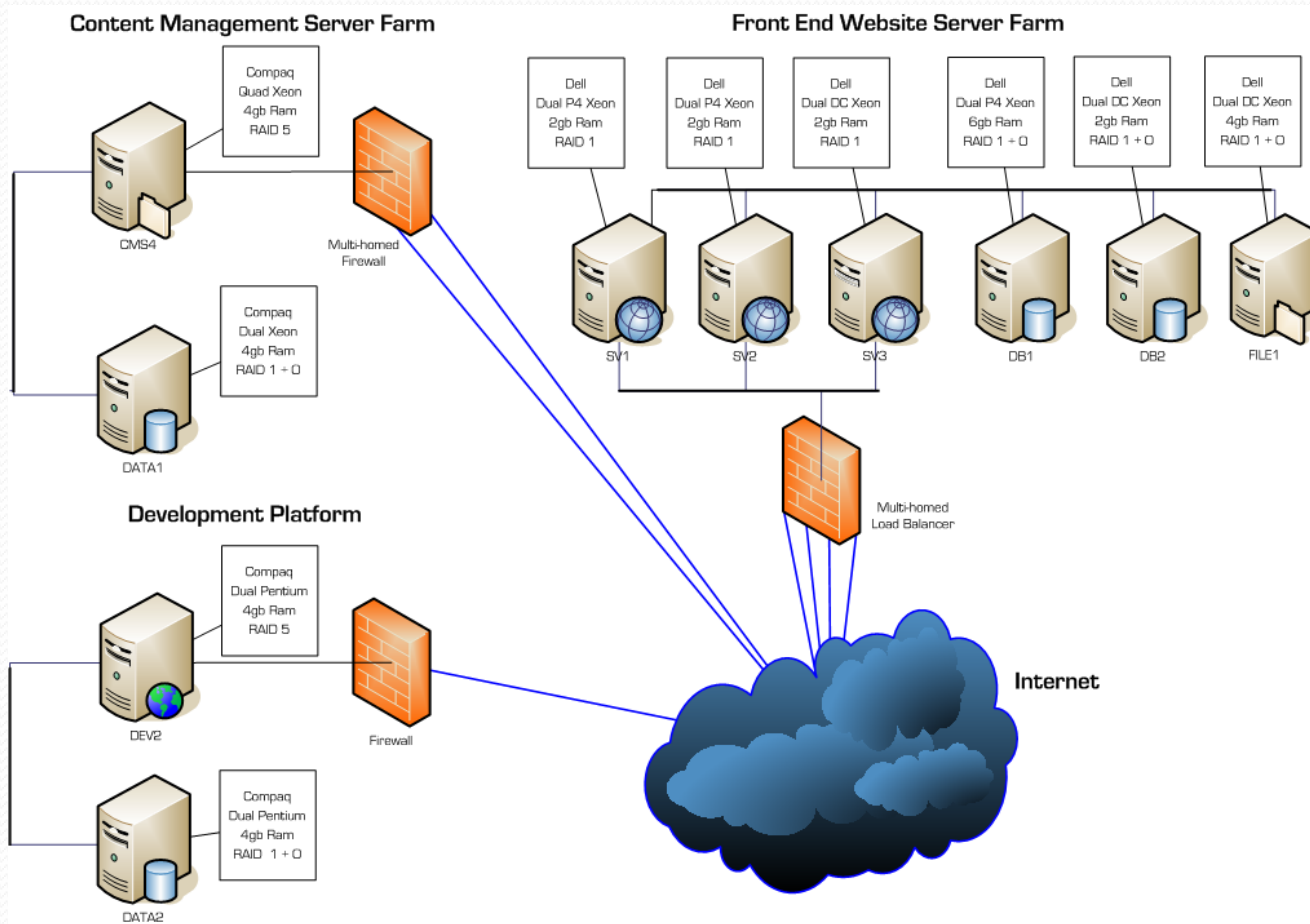 Content Management Server Farm
Front End Website Server Farm
Compaq
Quad Xeon
4gb Ram
RAID 5
CMS4
Multi-homed
Firewall
Compaq
Dual Xeon
4gb Ram
RAID 1 + 0
DATA1
Dell
Dual P4 Xeon
2gb Ram
RAID 1
Dell
Dual P4 Xeon
2gb Ram
RAID 1
Dell
Dual DC Xeon
2gb Ram
RAID 1
Dell
Dual P4 Xeon
6gb Ram
RAID 1 + 0
Dell
Dual DC Xeon
2gb Ram
RAID 1 + 0
Dell
Dual DC Xeon
4gb Ram
RAID 1 + 0
SV1
SV2
SV3
DB1
DB2
FILE1
Multi-homed
Load Balancer
Development Platform
Compaq
Dual Pentium
4gb Ram
RAID 5
DEV2
Firewall
Compaq
Dual Pentium
4gb Ram
RAID 1 + 0
DATA2
Internet